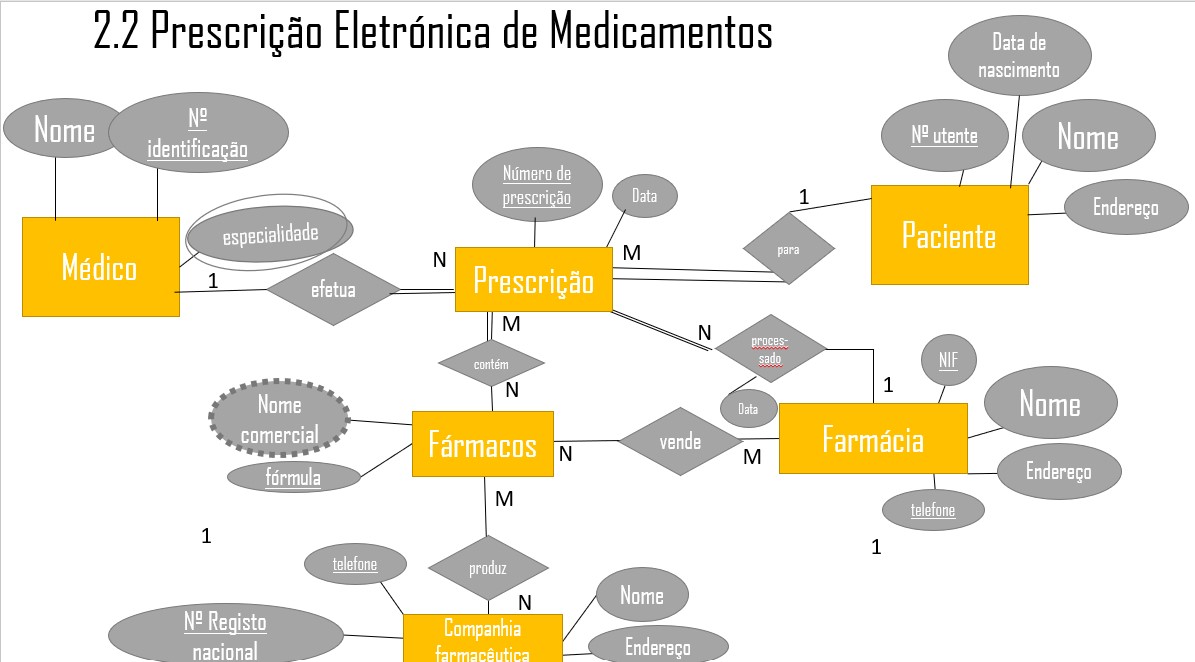 2.2 Prescrição Eletrónica de Medicamentos
Data de
nascimento
Nome
Nº
identificação
Nº utente
Nome
Número de
prescrição
Data
1
Endereço
especialidade
Médico
1
efetua
N
Prescrição
M
para
Paciente
M
contém
N
N
proces-
sado
Data
1
NIF
Nome
Nome
comercial
fórmula
Fármacos
N
vende
M
Farmácia
Endereço
telefone
M
1
1
telefone
produz
N
Nome
Nº Registo
nacional
Companhia
farmacêutica
Endereço